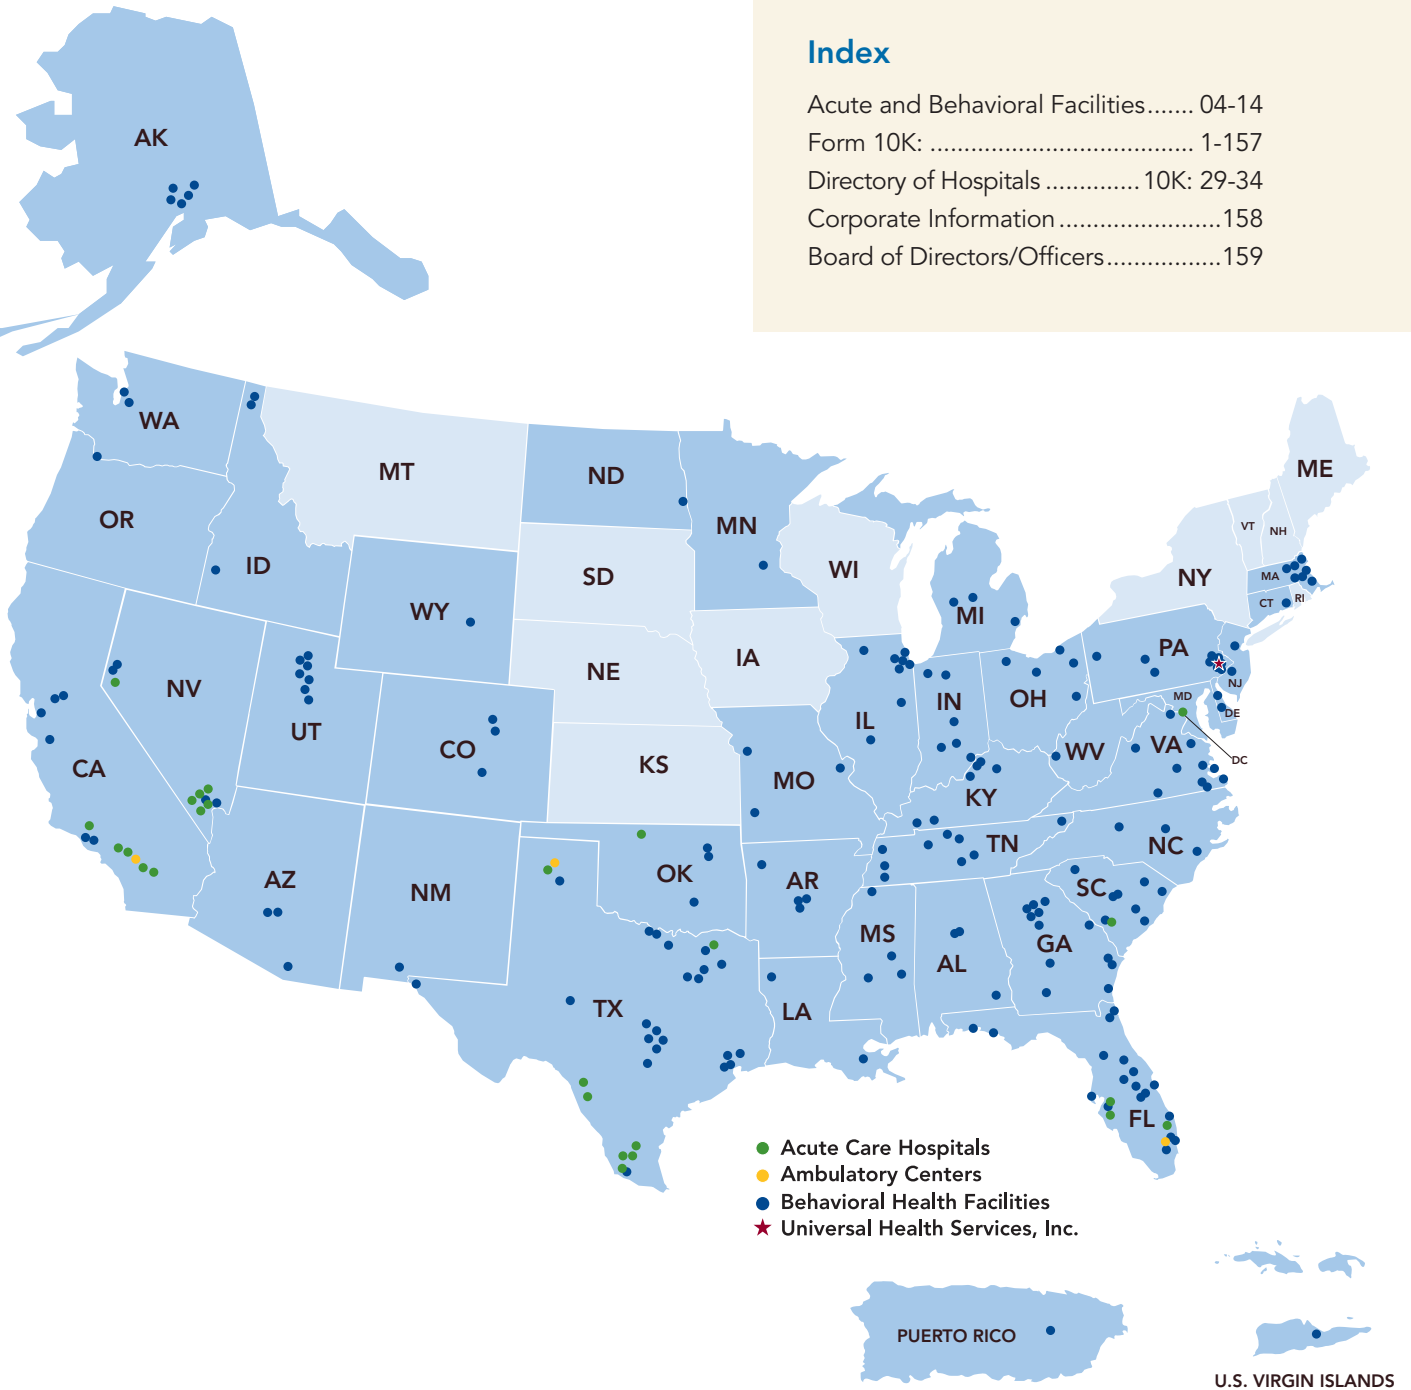 Index
Acute and Behavioral Facilities....... 04-14
Form 10K: ..................................... 1-157
Directory of Hospitals .............. 10K: 29-34
Corporate Information .......................158
Board of Directors/Officers.................159
AK
WA
MT
ND
MN
ME
VT
NH
OR
ID
SD
WI
NY
MA
CT
RI
WY
MI
NE
IA
PA
NV
UT
CO
IL
IN
OH
NJ
MD
DE
CA
KS
MO
WV
VA
DC
KY
AZ
NM
OK
AR
TN
NC
SC
MS
AL
GA
TX
LA
FL
Acute Care Hospitals
Ambulatory Centers
Behavioral Health Facilities
Universal Health Services, Inc.
PUERTO RICO
U.S. VIRGIN ISLANDS